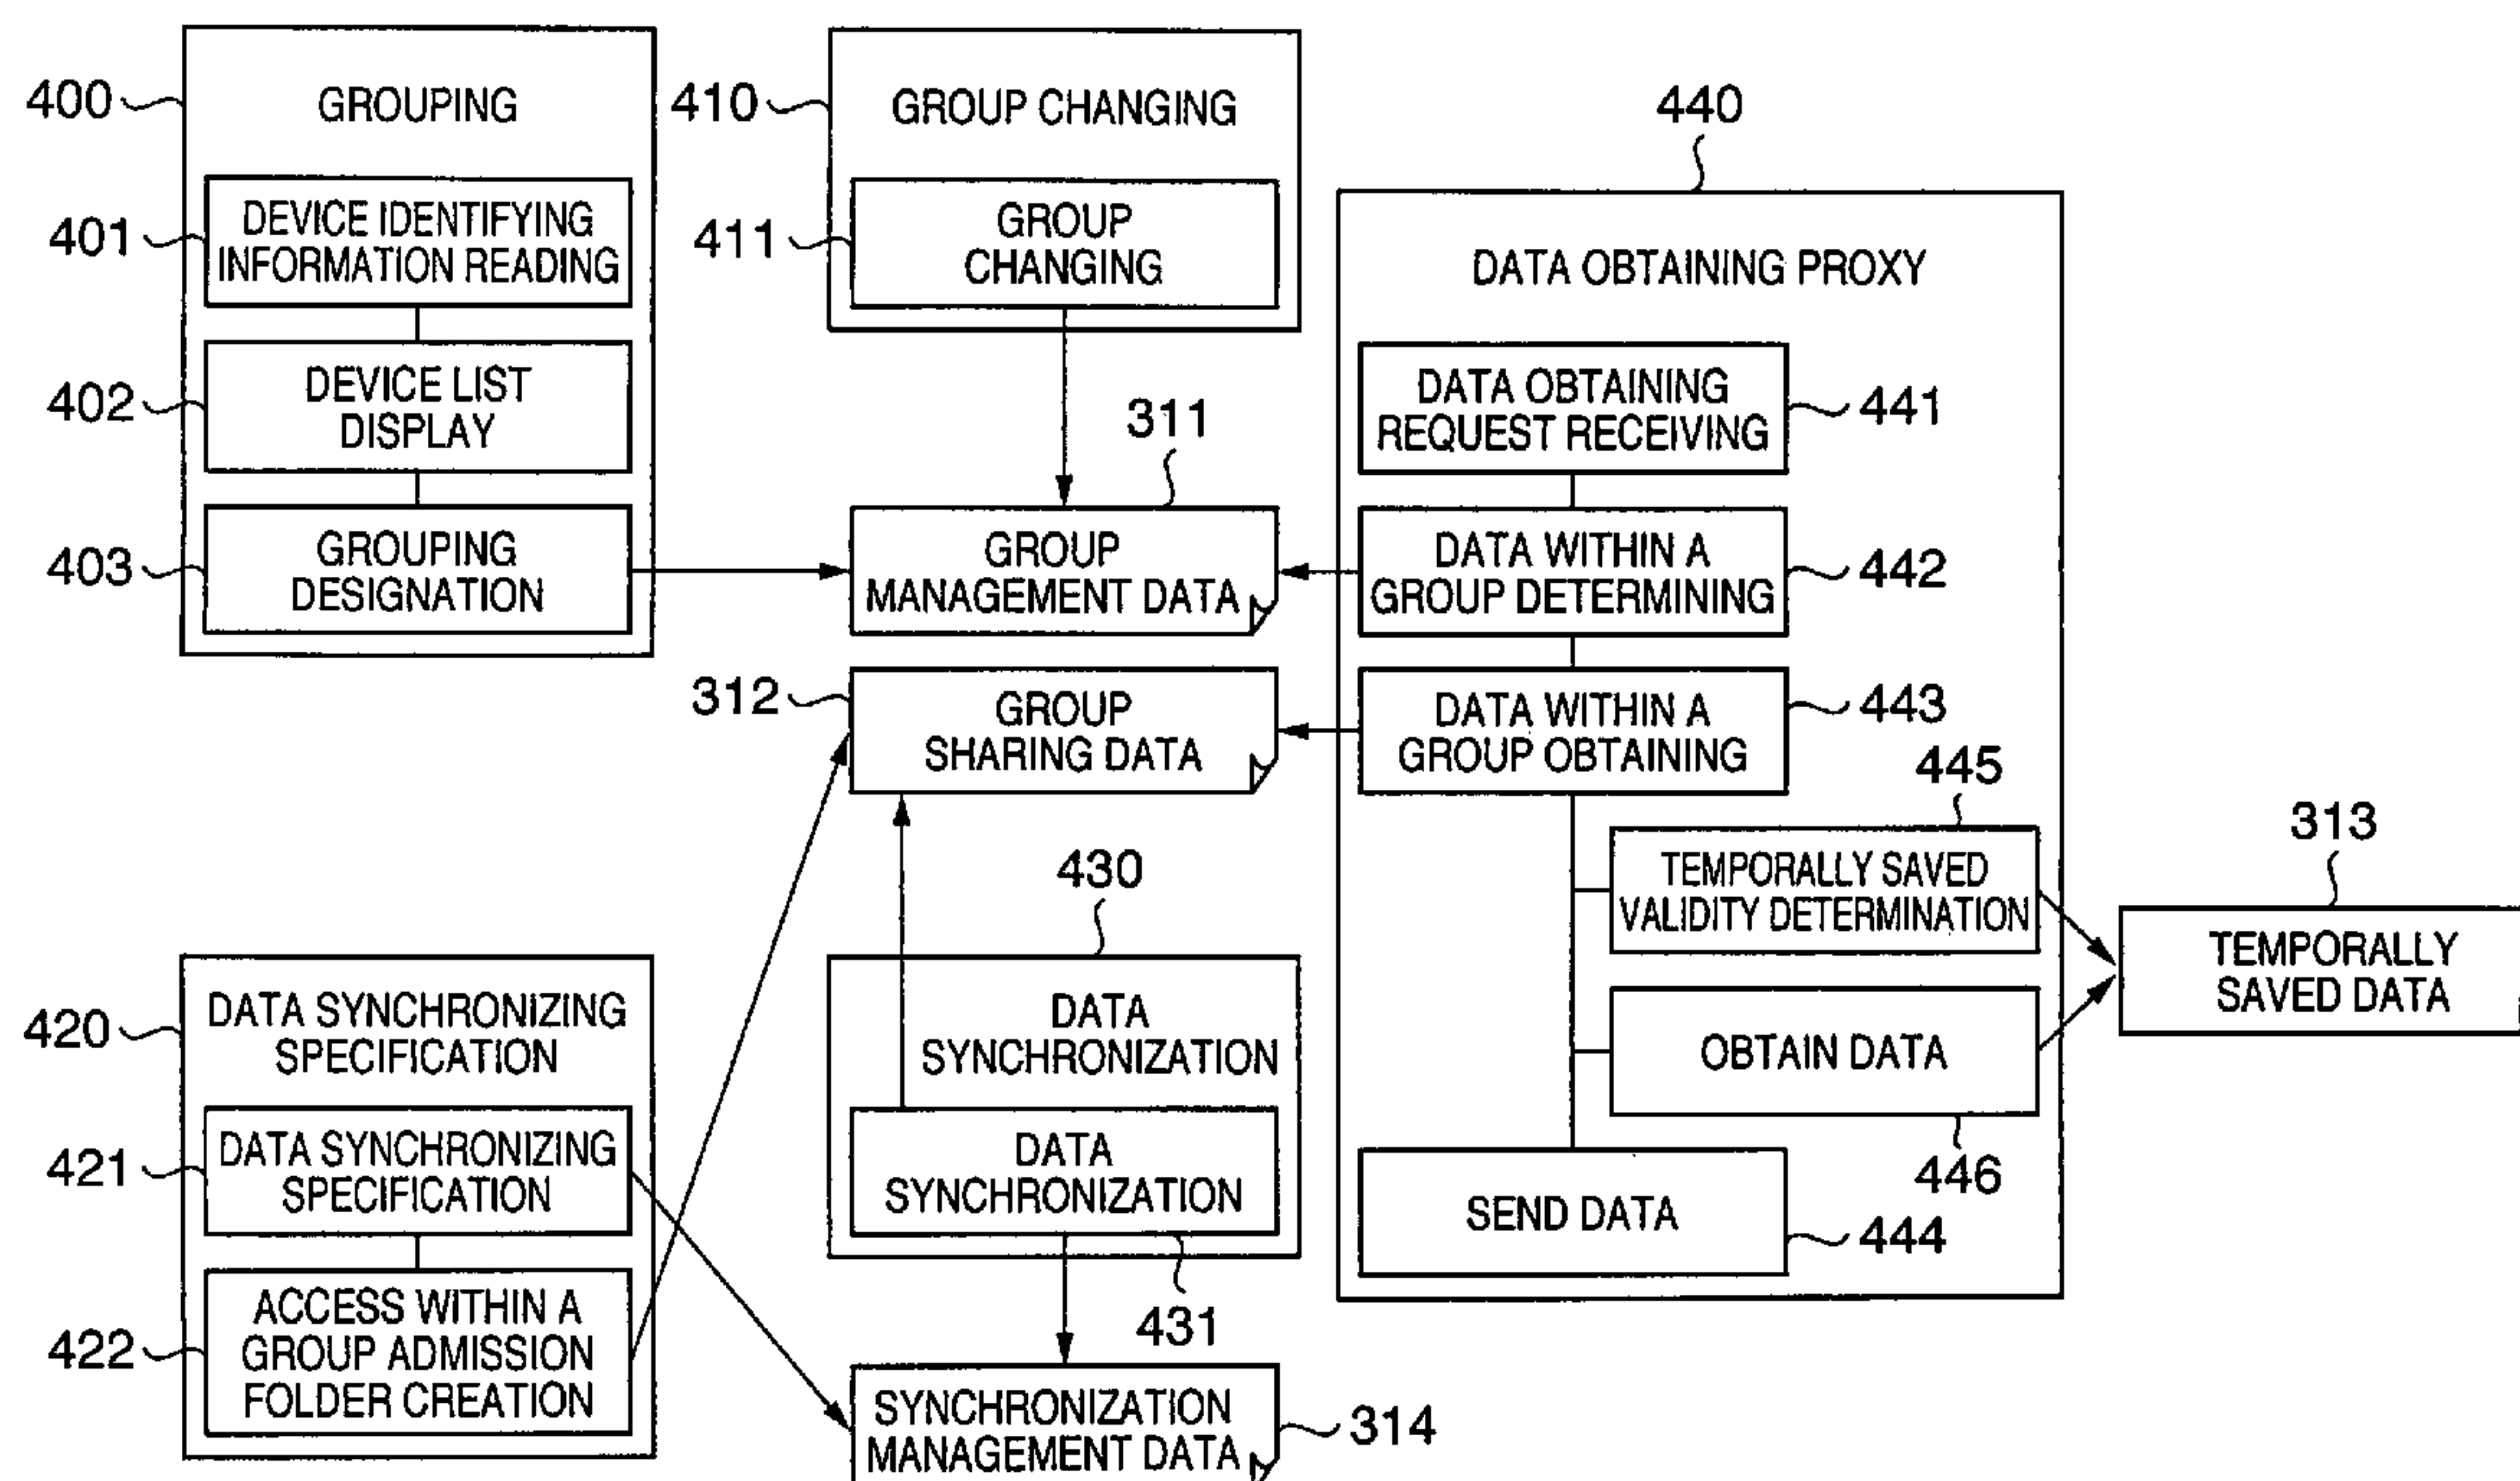 400
GROUPING
401
DEVICE IDENTIFYING
INFORMATION READING
402
DEVICE LIST
DISPLAY
403
GROUPING
DESIGNATION
410
GROUP CHANGING
411
GROUP
CHANGING
311
GROUP
MANAGEMENT DATA
312
GROUP
SHARING DATA
420
DATA SYNCHRONIZING
SPECIFICATION
421
DATA SYNCHRONIZING
SPECIFICATION
422
ACCESS WITHIN A
GROUP ADMISSION
FOLDER CREATION
430
DATA
SYNCHRONIZATION
DATA
SYNCHRONIZATION
431
SYNCHRONIZATION
MANAGEMENT DATA
314
440
DATA OBTAINING PROXY
DATA OBTAINING
REQUEST RECEIVING
441
DATA WITHIN A
GROUP DETERMINING
442
DATA WITHIN A
GROUP OBTAINING
443
445
TEMPORALLY SAVED
VALIDITY DETERMINATION
OBTAIN DATA
446
SEND DATA
444
313
TEMPORALLY
SAVED DATA